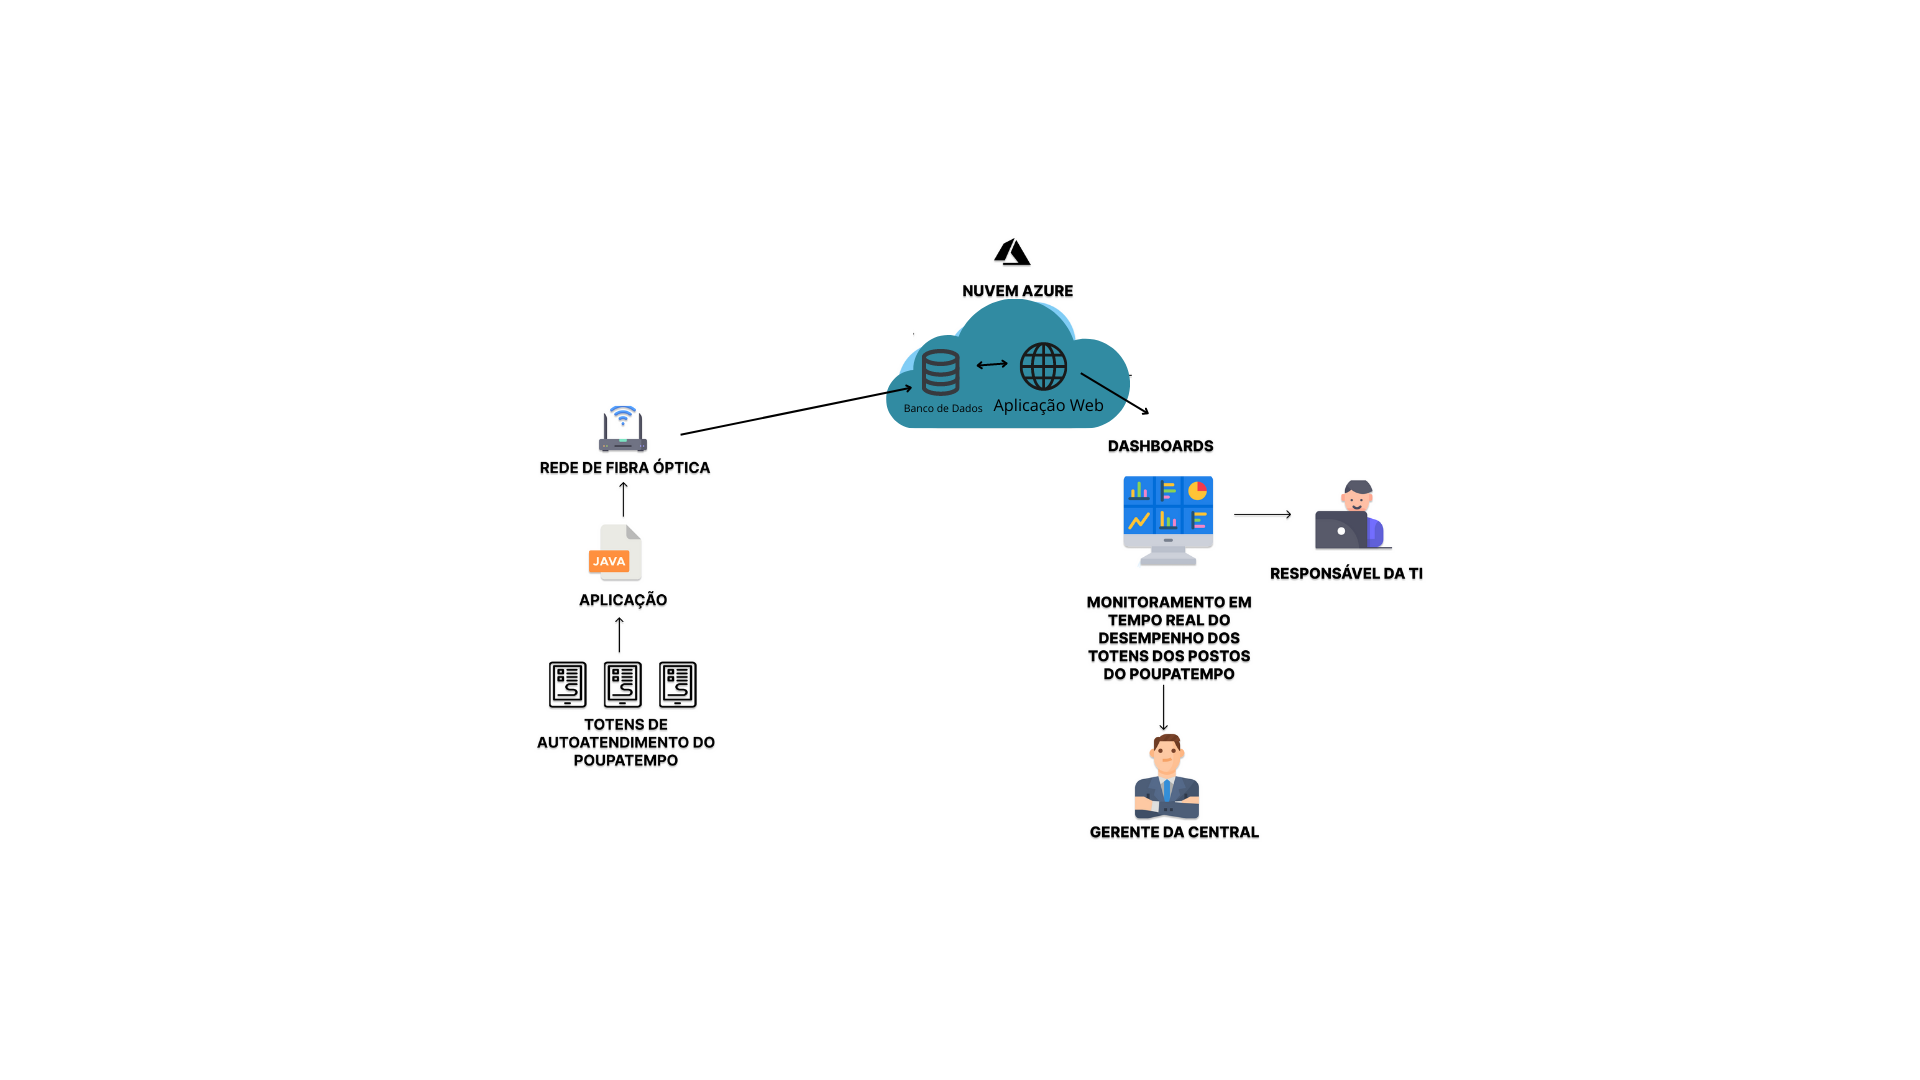 NUVEM AZURE
Banco de Dados
Aplicação Web
REDE DE FIBRA ÓPTICA
JAVA
APLICAÇÃO
TOTENS DE
AUTOATENDIMENTO DO
POUPATEMPO
DASHBOARDS
RESPONSÁVEL DA TI
MONITORAMENTO EM
TEMPO REAL DO
DESEMPENHO DOS
TOTENS DOS POSTOS
DO POUPATEMPO
GERENTE DA CENTRAL